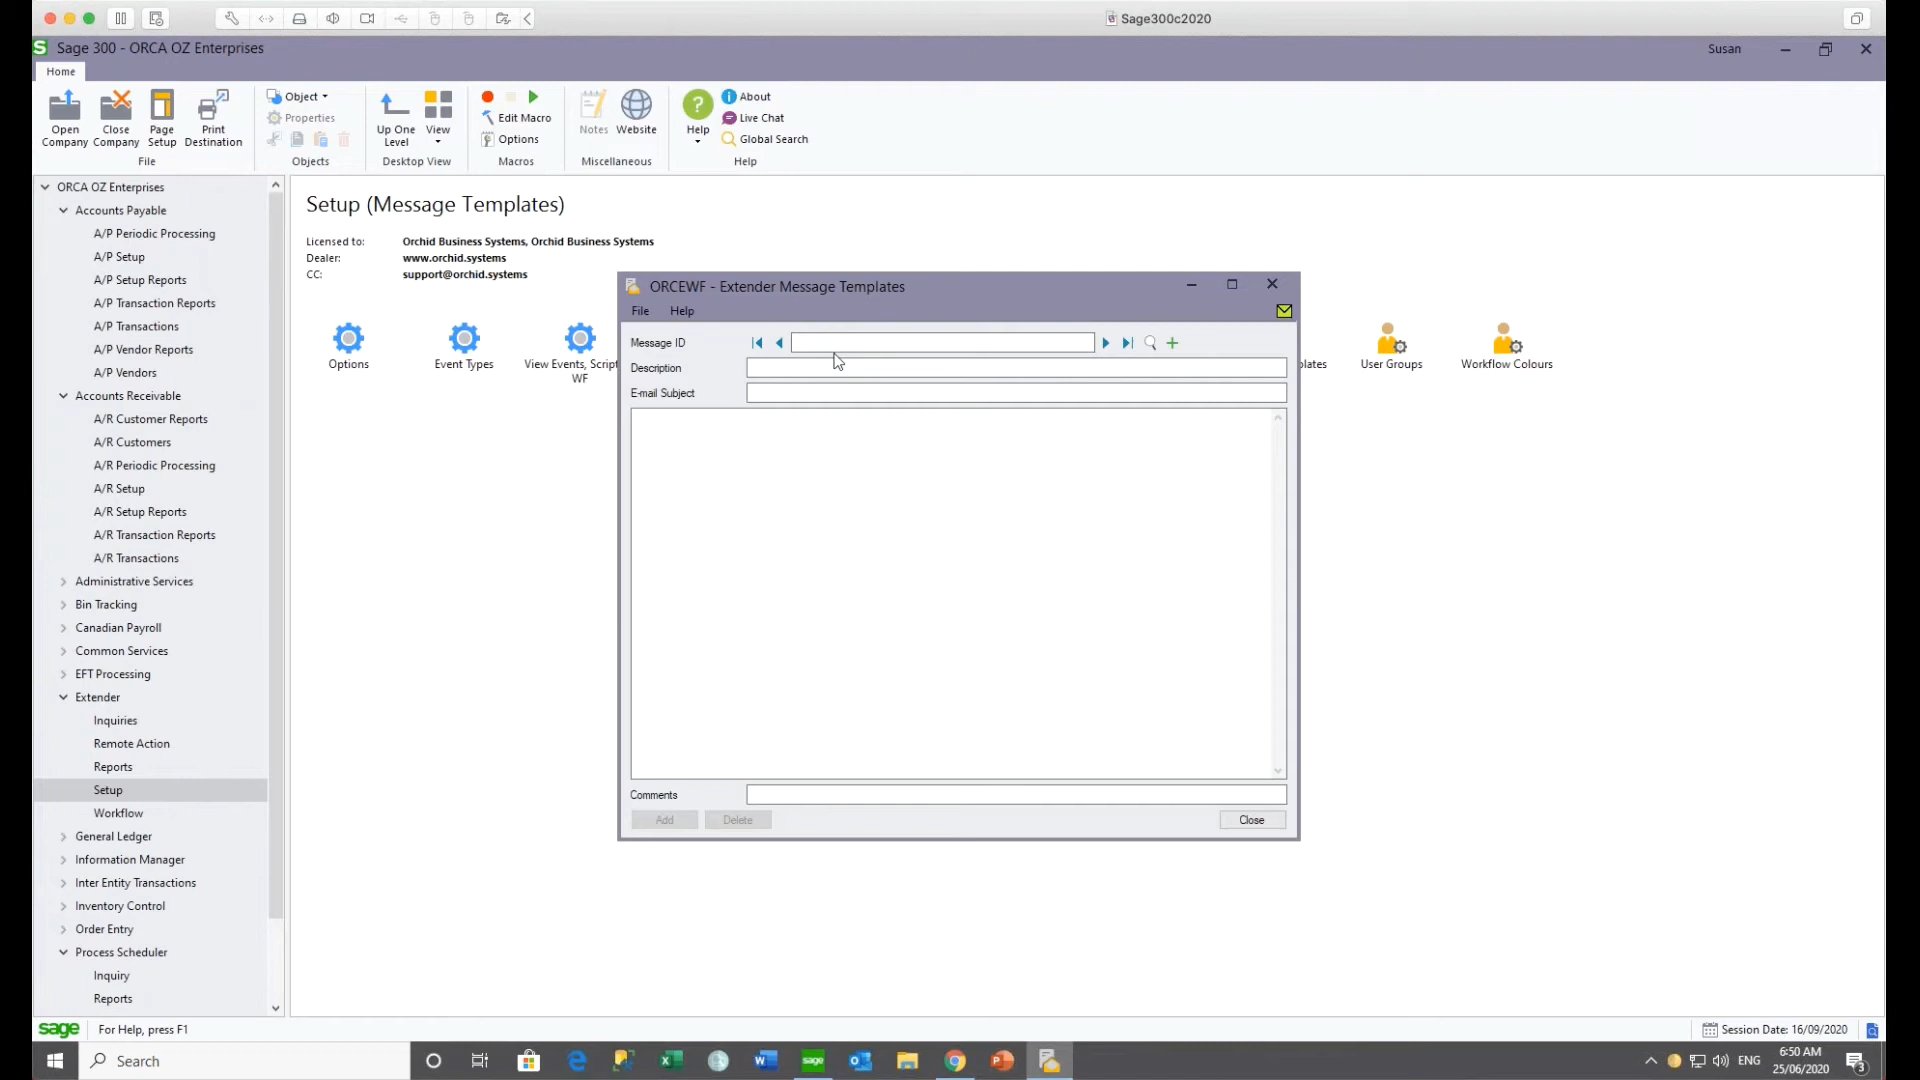 Sage300c2020
Sage 300 - ORCA OZ Enterprises
Susan
Home
Open Company
Close Company
Page Setup
Print Destination
File
Object
Properties
Objects
Up One Level
View
Desktop View
Edit Macro
Options
Macros
Notes
Website
Miscellaneous
Help
About
Live Chat
Global Search
Help
ORCA OZ Enterprises
Accounts Payable
A/P Periodic Processing
A/P Setup
A/P Setup Reports
A/P Transaction Reports
A/P Transactions
A/P Vendor Reports
A/P Vendors
Accounts Receivable
A/R Customer Reports
A/R Customers
A/R Periodic Processing
A/R Setup
A/R Setup Reports
A/R Transaction Reports
A/R Transactions
Administrative Services
Bin Tracking
Canadian Payroll
Common Services
EFT Processing
Extender
Inquiries
Remote Action
Reports
Setup
Workflow
General Ledger
Information Manager
Inter Entity Transactions
Inventory Control
Order Entry
Process Scheduler
Inquiry
Reports
Setup (Message Templates)
Licensed to: Orchid Business Systems, Orchid Business Systems
Dealer: www.orchid.systems
CC: support@orchid.systems
Options
Event Types
View Events, Script
WF
plates
User Groups
Workflow Colours
ORCEWF - Extender Message Templates
File Help
Message ID
Description
E-mail Subject
Comments
Add
Delete
Close
sage For Help, press F1
Session Date: 16/09/2020
Search
sage
ENG
6:50 AM
25/06/2020
3